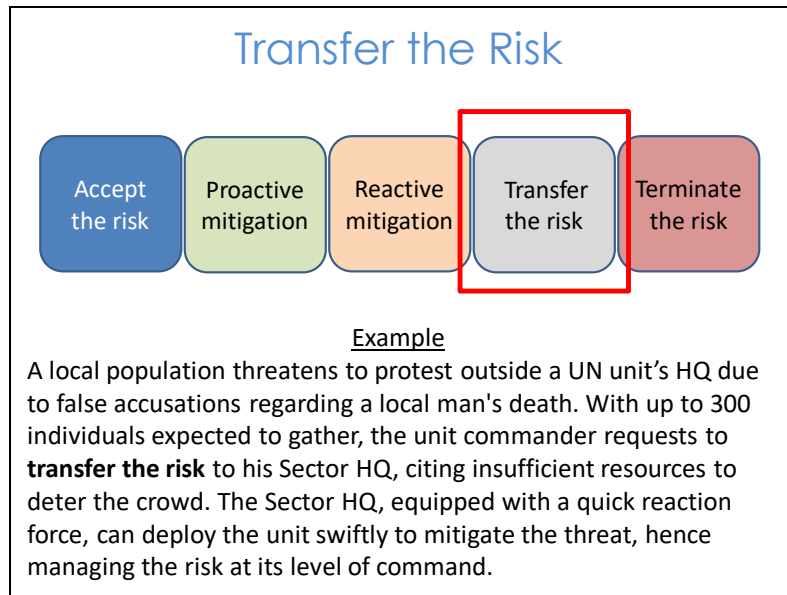 Transfer the Risk
Accept
the risk
Proactive
mitigation
Reactive
mitigation
Transfer
the risk
Terminate
the risk
Example
A local population threatens to protest outside a UN unit’s HQ due
to false accusations regarding a local man's death. With up to 300
individuals expected to gather, the unit commander requests to
transfer the risk to his Sector HQ, citing insufficient resources to
deter the crowd. The Sector HQ, equipped with a quick reaction
force, can deploy the unit swiftly to mitigate the threat, hence
managing the risk at its level of command.